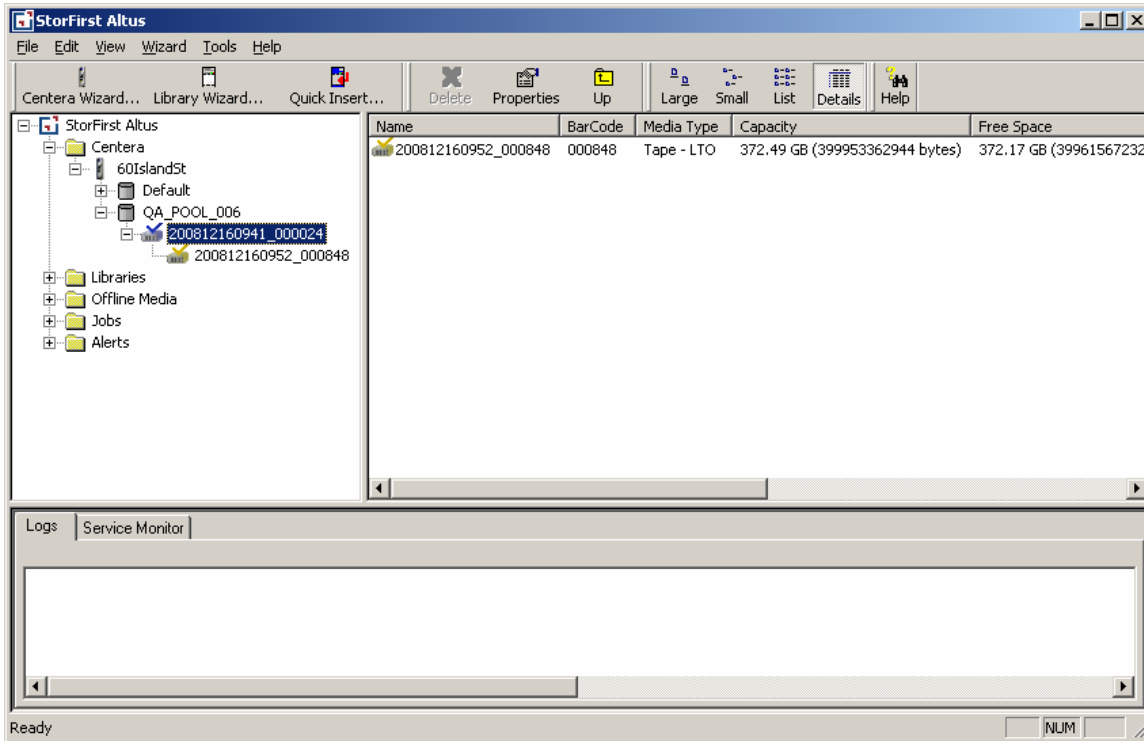 StorFirst Altus
File Edit View Wizard Tools Help
Centera Wizard... Library Wizard... Quick Insert... Delete Properties Up Large Small List Details Help
StorFirst Altus
Centera
60IslandSt
Default
QA_POOL_006
200812160941_000024
200812160952_000848
Libraries
Offline Media
Jobs
Alerts
Name BarCode Media Type Capacity Free Space
200812160952_000848 000848 Tape - LTO 372.49 GB (399953362944 bytes) 372.17 GB (39961567232
Logs Service Monitor
Ready NUM